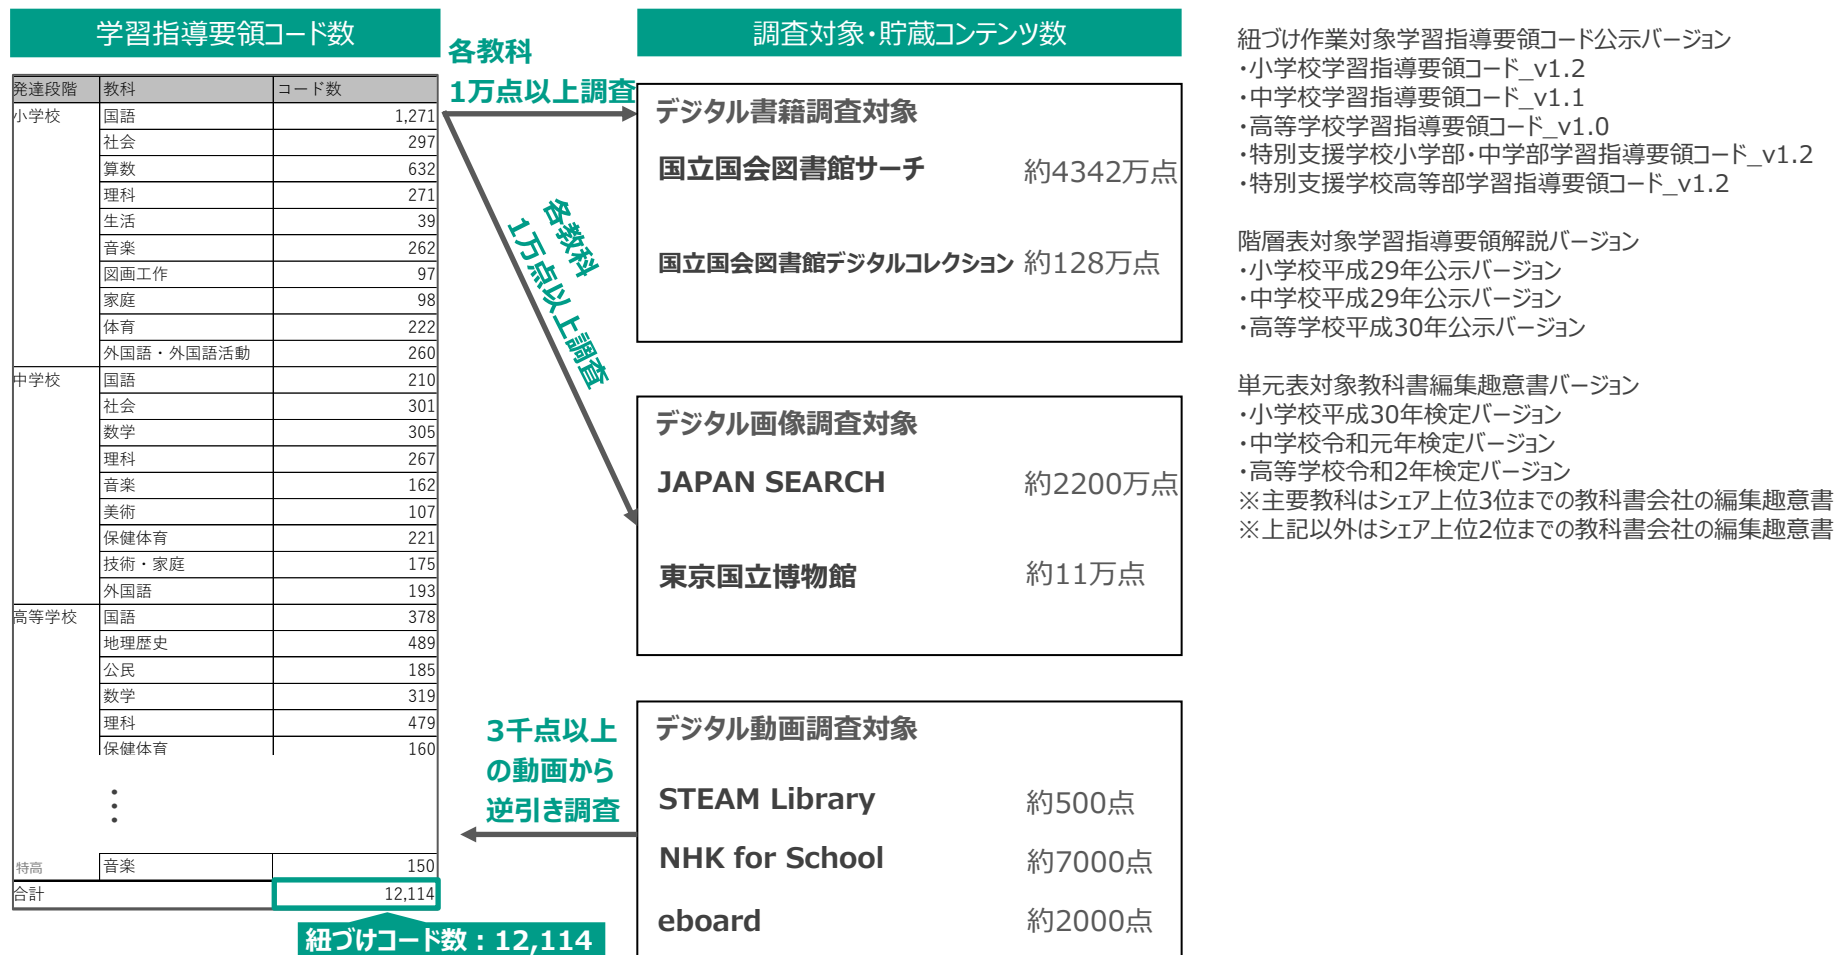 学習指導要領コード数
発達段階 教科 コード数
小学校 国語 1,271
社会 297
算数 632
理科 271
生活 39
音楽 262
図画工作 97
家庭 98
体育 222
外国語・外国語活動 260
中学校 国語 210
社会 301
数学 305
理科 267
音楽 162
美術 107
保健体育 221
技術・家庭 175
外国語 193
高等学校 国語 378
地理歴史 489
公民 185
数学 319
理科 479
保健体育 160
⋮
特高 音楽 150
合計 12,114
紐づけコード数：12,114
各教科
1万点以上調査
各教科
1万点以上調査
3千点以上
の動画から
逆引き調査
調査対象・貯蔵コンテンツ数
デジタル書籍調査対象
国立国会図書館サーチ 約4342万点
国立国会図書館デジタルコレクション 約128万点
デジタル画像調査対象
JAPAN SEARCH 約2200万点
東京国立博物館 約11万点
デジタル動画調査対象
STEAM Library 約500点
NHK for School 約7000点
eboard 約2000点
紐づけ作業対象学習指導要領コード公示バージョン
・小学校学習指導要領コード_v1.2
・中学校学習指導要領コード_v1.1
・高等学校学習指導要領コード_v1.0
・特別支援学校小学部・中学部学習指導要領コード_v1.2
・特別支援学校高等部学習指導要領コード_v1.2
階層表対象学習指導要領解説バージョン
・小学校平成29年公示バージョン
・中学校平成29年公示バージョン
・高等学校平成30年公示バージョン
単元表対象教科書編集趣意書バージョン
・小学校平成30年検定バージョン
・中学校令和元年検定バージョン
・高等学校令和2年検定バージョン
※主要教科はシェア上位3位までの教科書会社の編集趣意書
※上記以外はシェア上位2位までの教科書会社の編集趣意書